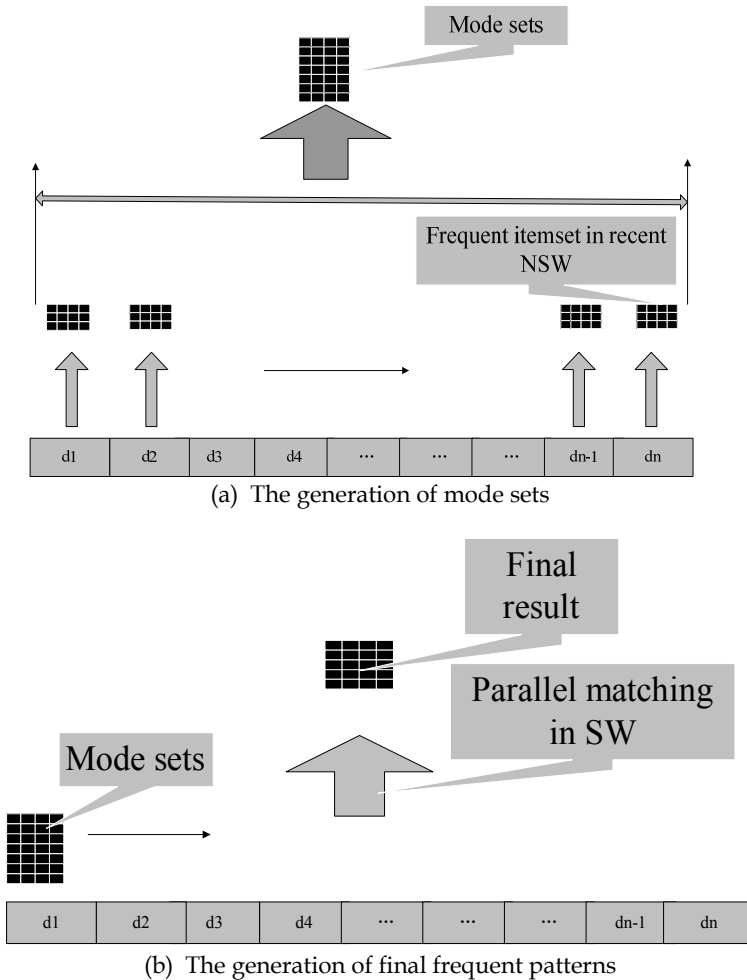 Mode sets
Frequent itemset in recent
NSW
d1 d2 d3 d4 ... ... ... dn-1 dn
(a) The generation of mode sets
Final
result
Parallel matching
in SW
Mode sets
d1 d2 d3 d4 ... ... ... dn-1 dn
(b) The generation of final frequent patterns